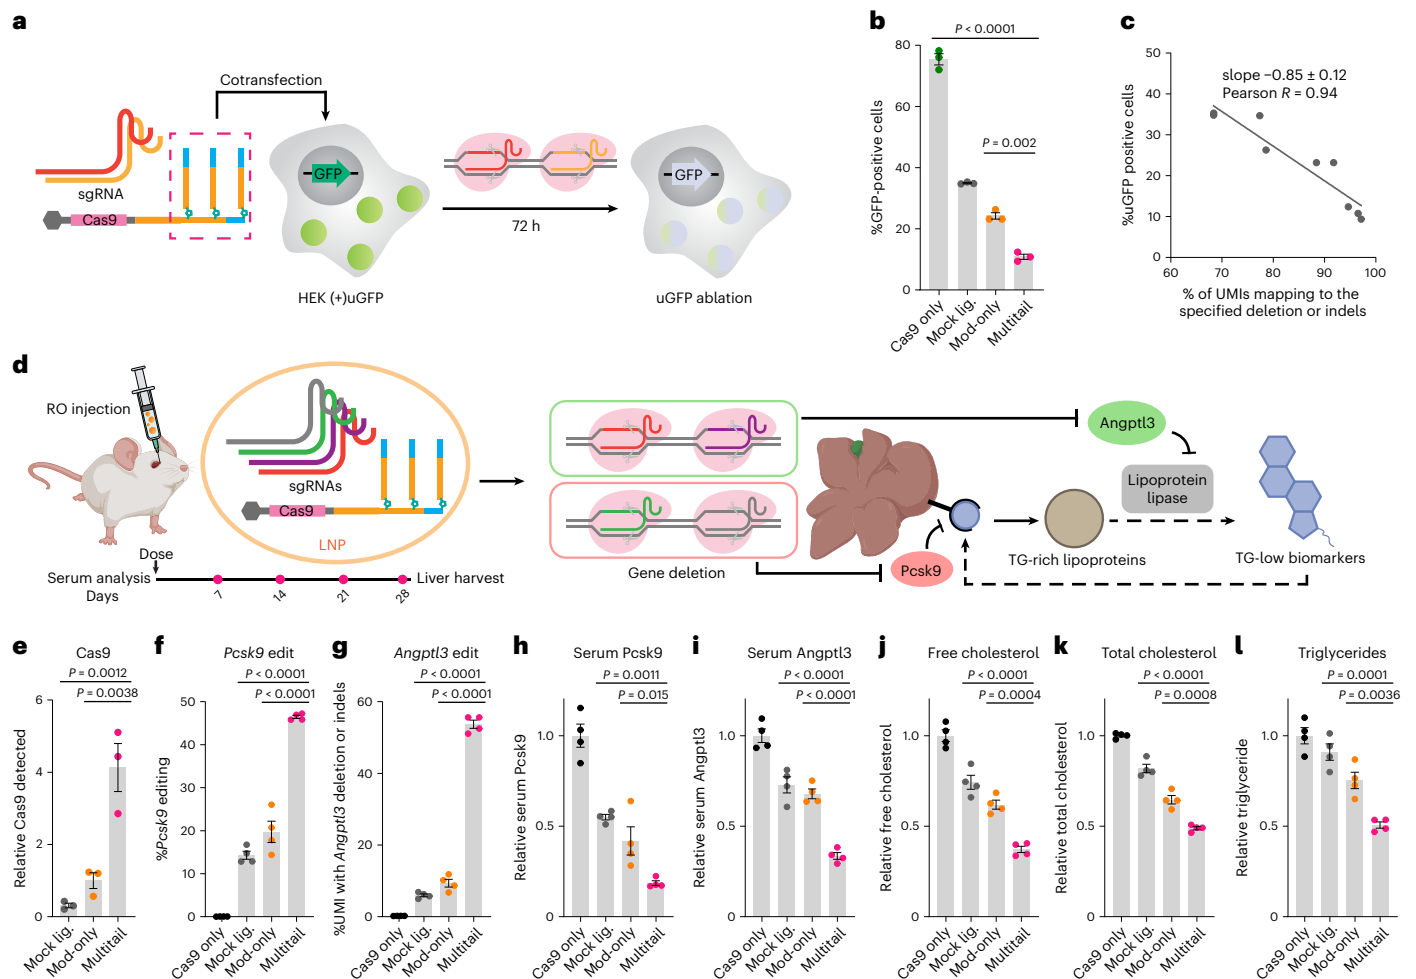 a
Cotransfection
sgRNA
Cas9
GFP
HEK (+)uGFP
72 h
GFP
uGFP ablation
b
P < 0.0001
P = 0.002
%GFP-positive cells
80
60
40
20
0
Cas9 only
Mock lig.
Mod-only
Multitail
c
slope −0.85 ± 0.12
Pearson R = 0.94
%uGFP positive cells
50
40
30
20
10
0
60
70
80
90
100
% of UMIs mapping to the
specified deletion or indels
d
RO injection
sgRNAs
Cas9
LNP
Dose
Serum analysis
Days
7
14
21
28
Liver harvest
Gene deletion
Angptl3
Lipoprotein
lipase
Pcsk9
TG-rich lipoproteins
TG-low biomarkers
e
Cas9
P = 0.0012
P = 0.0038
Relative Cas9 detected
6
4
2
0
Mock lig.
Mod-only
Multitail
f
Pcsk9 edit
P < 0.0001
P < 0.0001
%Pcsk9 editing
50
40
30
20
10
0
Cas9 only
Mock lig.
Mod-only
Multitail
g
Angptl3 edit
P < 0.0001
P < 0.0001
%UMI with Angptl3 deletion or indels
60
40
20
0
Cas9 only
Mock lig.
Mod-only
Multitail
h
Serum Pcsk9
P = 0.0011
P = 0.015
Relative serum Pcsk9
1.0
0.5
0
Cas9 only
Mock lig.
Mod-only
Multitail
i
Serum Angptl3
P < 0.0001
P < 0.0001
Relative serum Angptl3
1.0
0.5
0
Cas9 only
Mock lig.
Mod-only
Multitail
j
Free cholesterol
P < 0.0001
P = 0.0004
Relative free cholesterol
1.0
0.5
0
Cas9 only
Mock lig.
Mod-only
Multitail
k
Total cholesterol
P < 0.0001
P = 0.0008
Relative total cholesterol
1.0
0.5
0
Cas9 only
Mock lig.
Mod-only
Multitail
l
Triglycerides
P = 0.0001
P = 0.0036
Relative triglyceride
1.0
0.5
0
Cas9 only
Mock lig.
Mod-only
Multitail